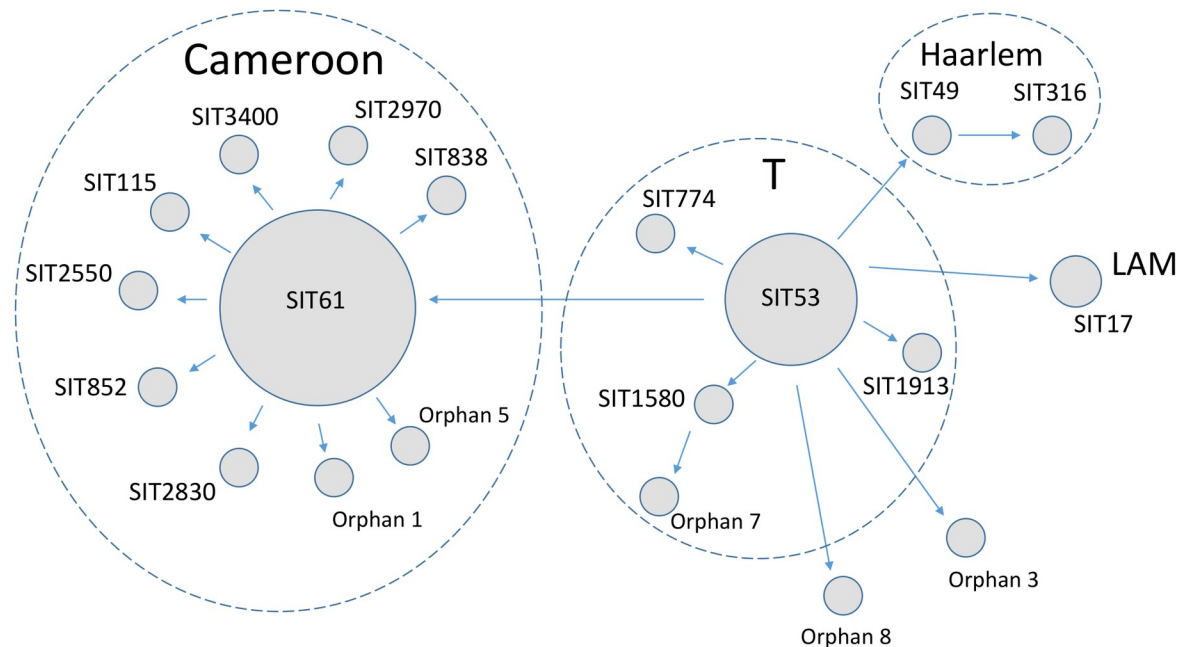 Cameroon
SIT3400
SIT2970
SIT838
SIT115
SIT2550
SIT61
SIT852
Orphan 5
SIT2830
Orphan 1
T
SIT774
SIT53
SIT1913
SIT1580
Orphan 7
Orphan 3
Orphan 8
Haarlem
SIT49
SIT316
LAM
SIT17